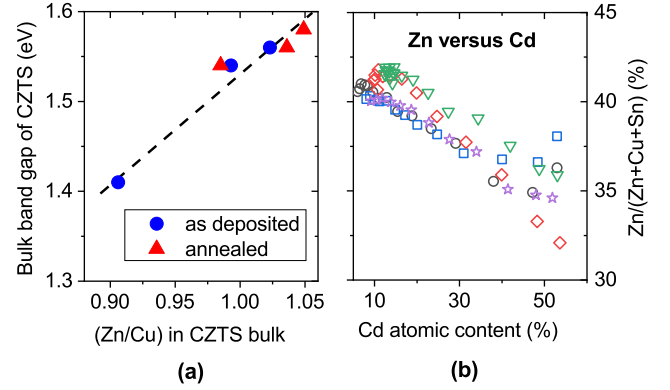 (a)
Bulk band gap of CZTS (eV)
1.6
1.5
1.4
1.3
as deposited
annealed
0.90
0.95
1.00
1.05
(Zn/Cu) in CZTS bulk
(a)
(b)
Zn versus Cd
45
40
35
30
Zn/(Zn+Cu+Sn) (%)
10
30
50
Cd atomic content (%)
(b)